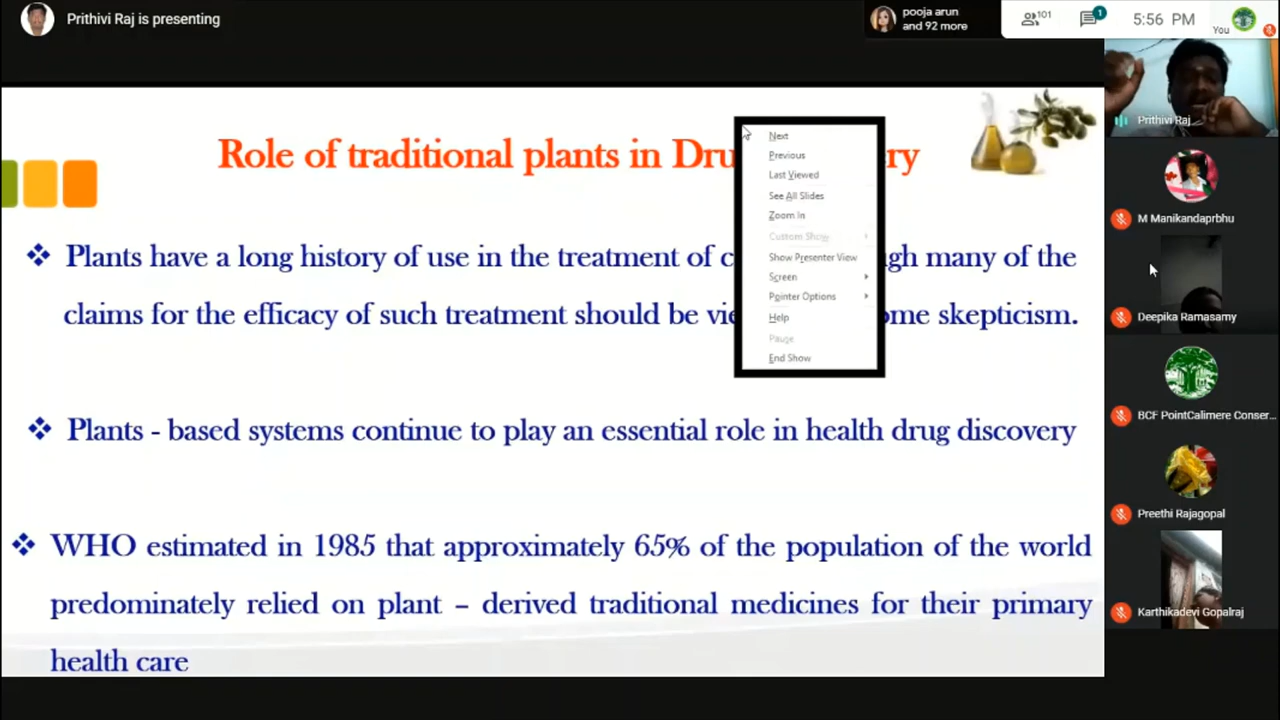 Prithivi Raj is presenting
pooja arun
and 92 more
101
1
5:56 PM
You
Role of traditional plants in Dru ry
Plants have a long history of use in the treatment of c gh many of the
claims for the efficacy of such treatment should be vie ome skepticism.
Plants - based systems continue to play an essential role in health drug discovery
WHO estimated in 1985 that approximately 65% of the population of the world
predominately relied on plant – derived traditional medicines for their primary
health care
Next
Previous
Last Viewed
See All Slides
Zoom In
Custom Show
Show Presenter View
Screen
Pointer Options
Help
Pause
End Show
Prithivi Raj
M Manikandaprbhu
Deepika Ramasamy
BCF PointCalimere Conser...
Preethi Rajagopal
Karthikadevi Gopalraj